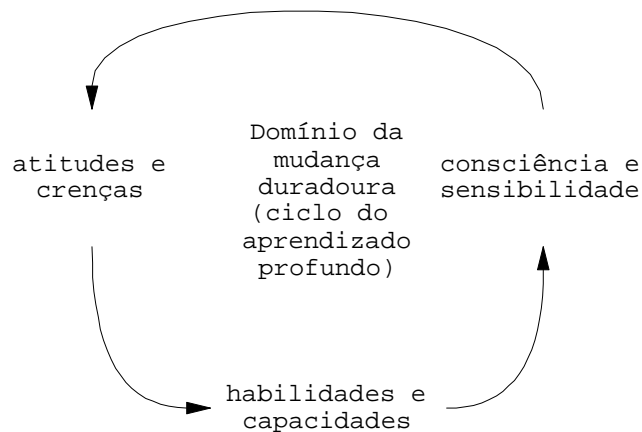 Domínio da
mudança
duradoura
(ciclo do
aprendizado
profundo)
atitudes e
crenças
consciência e
sensibilidade
habilidades e
capacidades